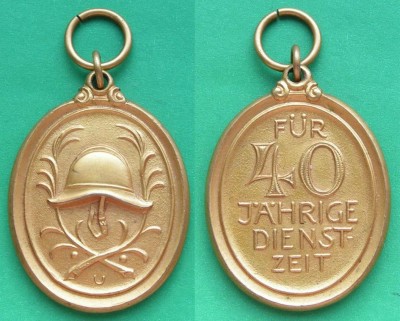 U
FÜR
40
JÄHRIGE
DIENST-
ZEIT